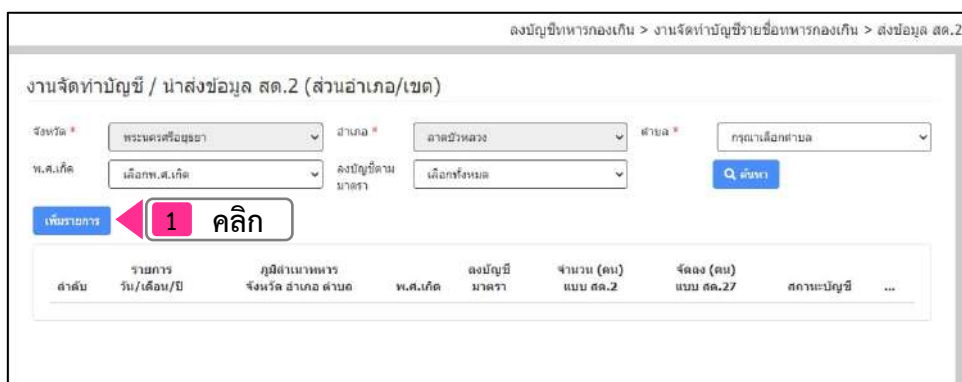 ลงบัญชีทหารกองเกิน > งานจัดทำบัญชีรายชื่อทหารกองเกิน > ส่งข้อมูล สด.2
งานจัดทำบัญชี / นำส่งข้อมูล สด.2 (ส่วนอำเภอ/เขต)
จังหวัด * พระนครศรีอยุธยา อำเภอ * ลาดบัวหลวง ตำบล * กรุณาเลือกตำบล
พ.ศ.เกิด เลือกพ.ศ.เกิด ลงบัญชีตาม มาตรา เลือกทั้งหมด ค้นหา
เพิ่มรายการ 1 คลิก
รายการ ภูมิลำเนาทหาร ลงบัญชี จำนวน (คน) จัดลง (คน)
ลำดับ วัน/เดือน/ปี จังหวัด อำเภอ ตำบล พ.ศ.เกิด มาตรา แบบ สด.2 แบบ สด.27 สถานะบัญชี ...